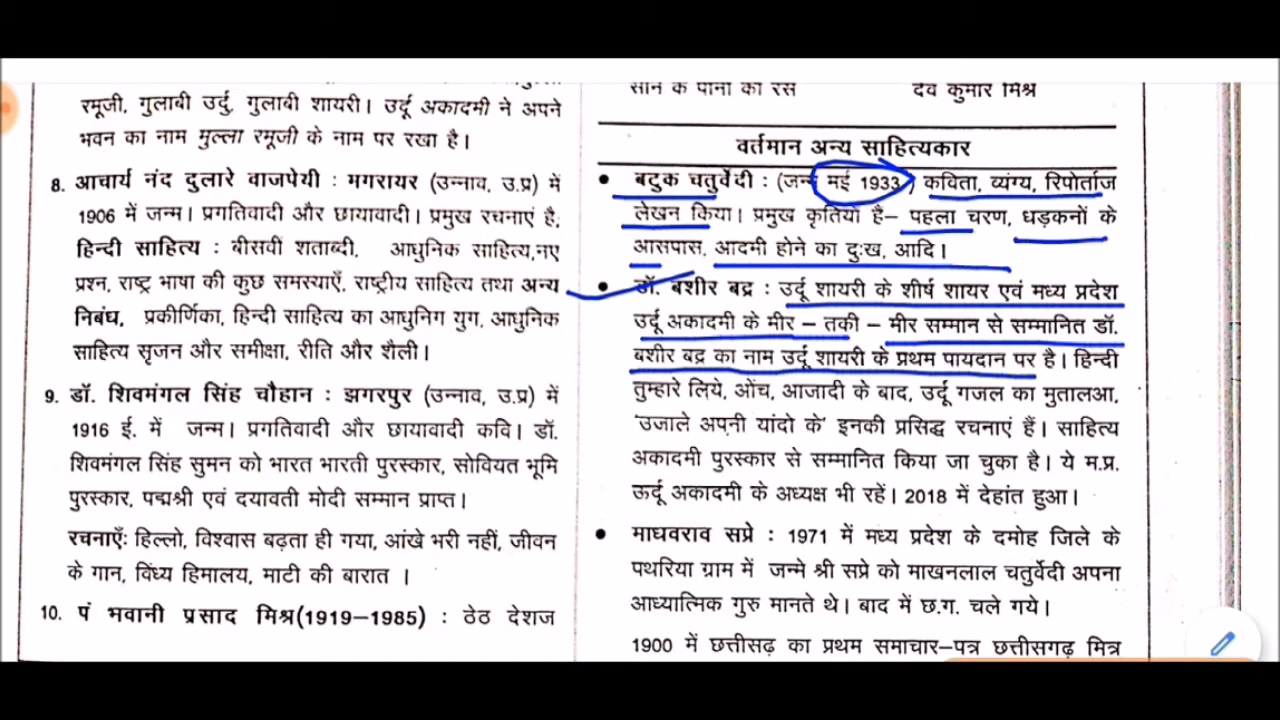 रमूजी, गुलाबी उर्दु, गुलाबी शायरी। उर्दू अकादमी ने अपने
भवन का नाम मुल्ला रमूजी के नाम पर रखा है।
8. आचार्य नंद दुलारे वाजपेयी : मगरायर (उन्नाव, उ.प्र) में
1906 में जन्म। प्रगतिवादी और छायावादी। प्रमुख रचनाएं है,
हिन्दी साहित्य : बीसवी शताब्दी, आधुनिक साहित्य,नए
प्रश्न, राष्ट्र भाषा की कुछ समस्याएँ, राष्ट्रीय साहित्य तथा अन्य
निबंध, प्रकीर्णिका, हिन्दी साहित्य का आधुनिग युग, आधुनिक
साहित्य सृजन और समीक्षा, रीति और शैली।
9. डॉ. शिवमंगल सिंह चौहान : झगरपुर (उन्नाव, उ.प्र) में
1916 ई. में जन्म। प्रगतिवादी और छायावादी कवि। डॉ.
शिवमंगल सिंह सुमन को भारत भारती पुरस्कार, सोवियत भूमि
पुरस्कार, पद्मश्री एवं दयावती मोदी सम्मान प्राप्त।
रचनाएँः हिल्लो, विश्वास बढ़ता ही गया, आंखे भरी नहीं, जीवन
के गान, विंध्य हिमालय, माटी की बारात ।
10. पं भवानी प्रसाद मिश्र(1919–1985) : ठेठ देशज
सोन के पानी का रस देव कुमार मिश्र
वर्तमान अन्य साहित्यकार
• बटुक चतुर्वेदी : (जन्म मई 1933) कविता, व्यंग्य, रिपोर्ताज
लेखन किया। प्रमुख कृतियां है– पहला चरण, धड़कनों के
आसपास, आदमी होने का दुःख, आदि।
• डॉ. बशीर बद्र : उर्दू शायरी के शीर्ष शायर एवं मध्य प्रदेश
उर्दू अकादमी के मीर – तकी – मीर सम्मान से सम्मानित डॉ.
बशीर बद्र का नाम उर्दू शायरी के प्रथम पायदान पर है। हिन्दी
तुम्हारे लिये, ओंच, आजादी के बाद, उर्दू गजल का मुतालआ,
'उजाले अपनी यांदो के' इनकी प्रसिद्ध रचनाएं हैं। साहित्य
अकादमी पुरस्कार से सम्मानित किया जा चुका है। ये म.प्र.
ऊर्दू अकादमी के अध्यक्ष भी रहें। 2018 में देहांत हुआ।
• माधवराव सप्रे : 1971 में मध्य प्रदेश के दमोह जिले के
पथरिया ग्राम में जन्मे श्री सप्रे को माखनलाल चतुर्वेदी अपना
आध्यात्मिक गुरु मानते थे। बाद में छ.ग. चले गये।
1900 में छत्तीसढ़ का प्रथम समाचार–पत्र छत्तीसगढ़ मित्र